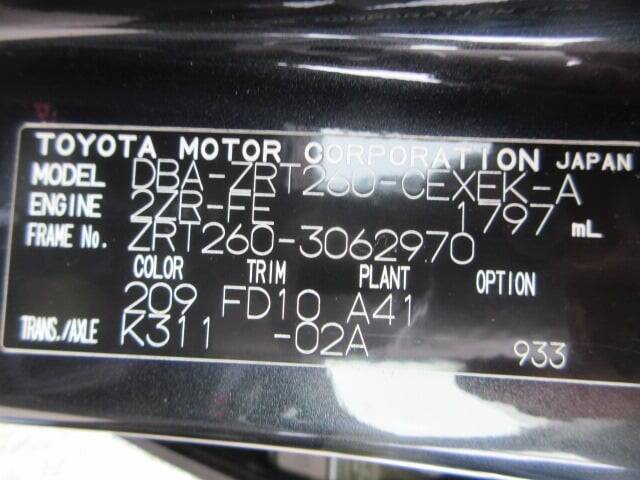 TOYOTA MOTOR CORPORATION JAPAN
MODEL DBA-ZRT260-CEXEK-A
ENGINE 2ZR-FE 1797 mL
FRAME No. ZRT260-3062970
COLOR TRIM PLANT OPTION
209 FD10 A41
TRANS./AXLE K311 -02A 933